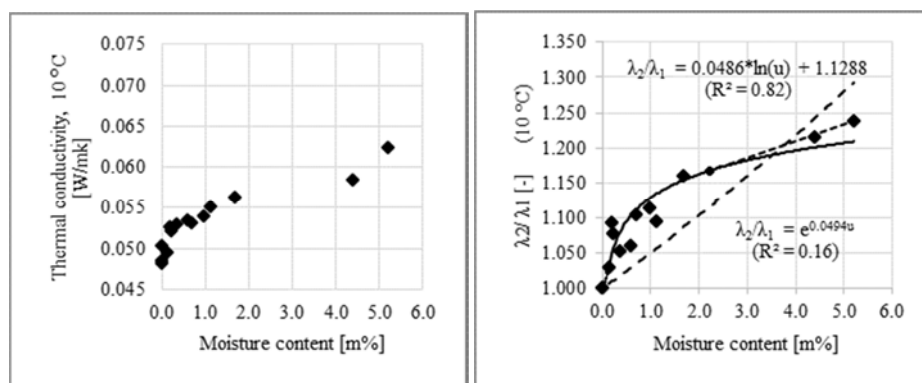 Thermal conductivity, 10 °C
[W/mk]
0.075
0.070
0.065
0.060
0.055
0.050
0.045
0.0 1.0 2.0 3.0 4.0 5.0 6.0
Moisture content [m%]
λ2/λ1 [-] (10 °C)
1.350
1.300
1.250
1.200
1.150
1.100
1.050
1.000
λ₂/λ₁ = 0.0486*ln(u) + 1.1288
(R² = 0.82)
λ₂/λ₁ = e^0.0494u
(R² = 0.16)
0.0 1.0 2.0 3.0 4.0 5.0 6.0
Moisture content [m%]